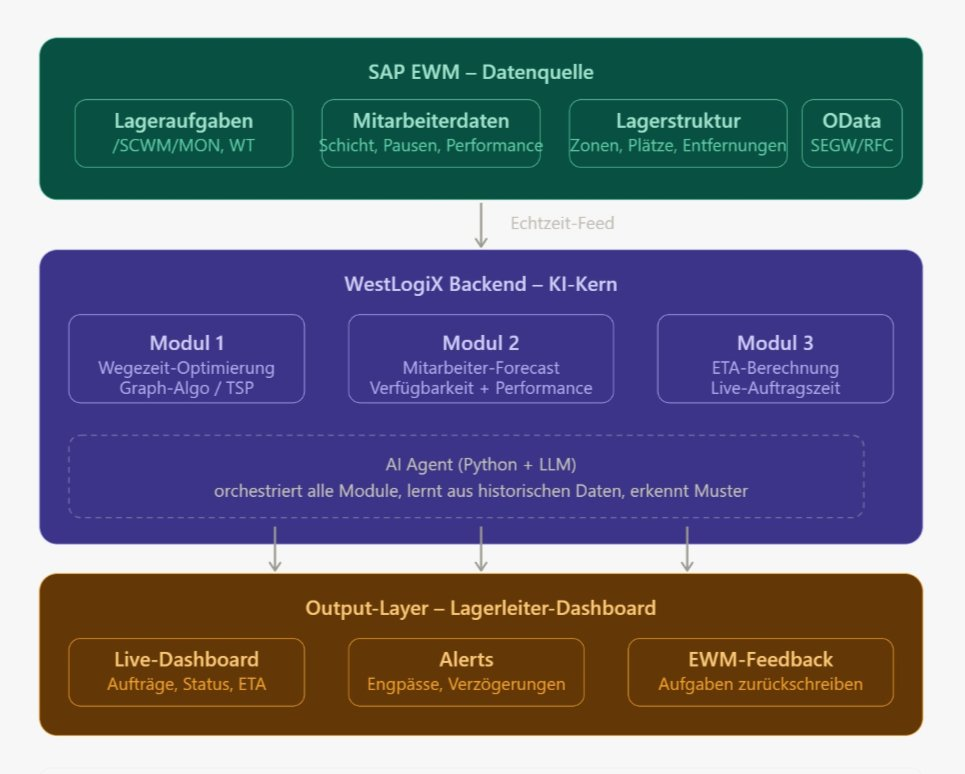 SAP EWM – Datenquelle
Lageraufgaben
/SCWM/MON, WT
Mitarbeiterdaten
Schicht, Pausen, Performance
Lagerstruktur
Zonen, Plätze, Entfernungen
OData
SEGW/RFC
Echtzeit-Feed
WestLogiX Backend – KI-Kern
Modul 1
Wegezeit-Optimierung
Graph-Algo / TSP
Modul 2
Mitarbeiter-Forecast
Verfügbarkeit + Performance
Modul 3
ETA-Berechnung
Live-Auftragszeit
AI Agent (Python + LLM)
orchestriert alle Module, lernt aus historischen Daten, erkennt Muster
Output-Layer – Lagerleiter-Dashboard
Live-Dashboard
Aufträge, Status, ETA
Alerts
Engpässe, Verzögerungen
EWM-Feedback
Aufgaben zurückschreiben